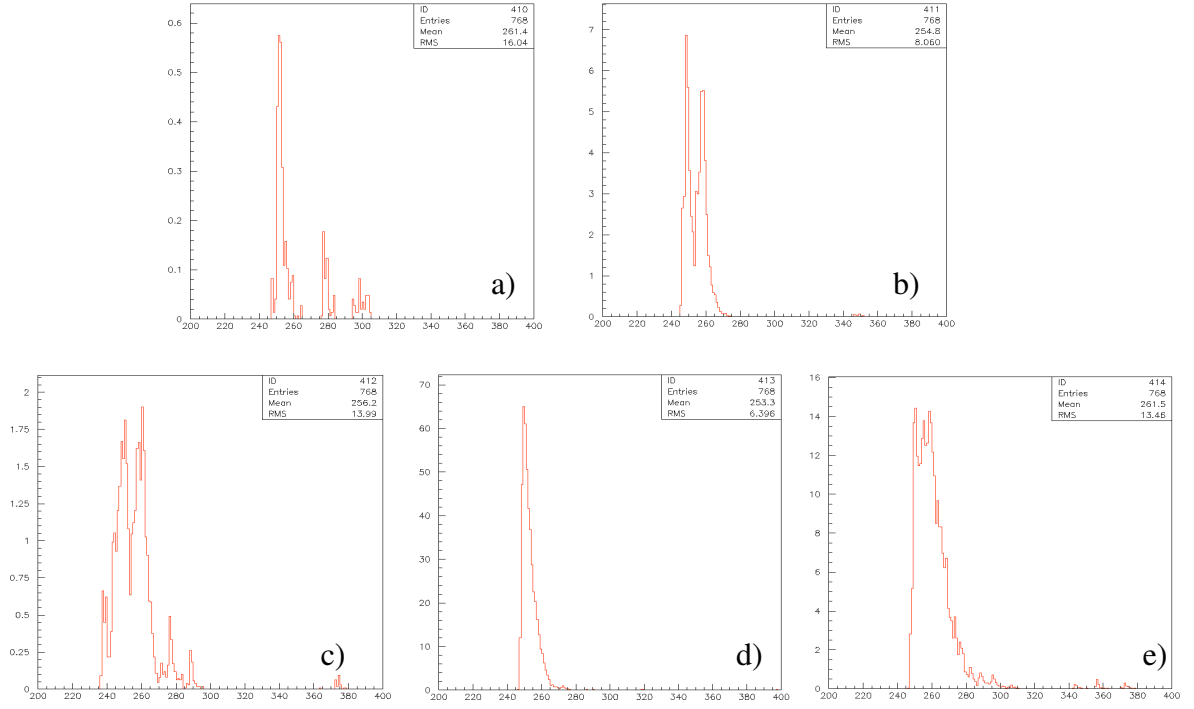 ID 410
Entries 768
Mean 261.4
RMS 16.04
0.6
0.5
0.4
0.3
0.2
0.1
0
200 220 240 260 280 300 320 340 360 380 400
a)
ID 411
Entries 768
Mean 254.8
RMS 8.060
7
6
5
4
3
2
1
0
200 220 240 260 280 300 320 340 360 380 400
b)
ID 412
Entries 768
Mean 256.2
RMS 13.99
2
1.75
1.5
1.25
1
0.75
0.5
0.25
0
200 220 240 260 280 300 320 340 360 380 400
c)
ID 413
Entries 768
Mean 253.3
RMS 6.396
70
60
50
40
30
20
10
0
200 220 240 260 280 300 320 340 360 380 400
d)
ID 414
Entries 768
Mean 261.5
RMS 13.46
16
14
12
10
8
6
4
2
0
200 220 240 260 280 300 320 340 360 380 400
e)